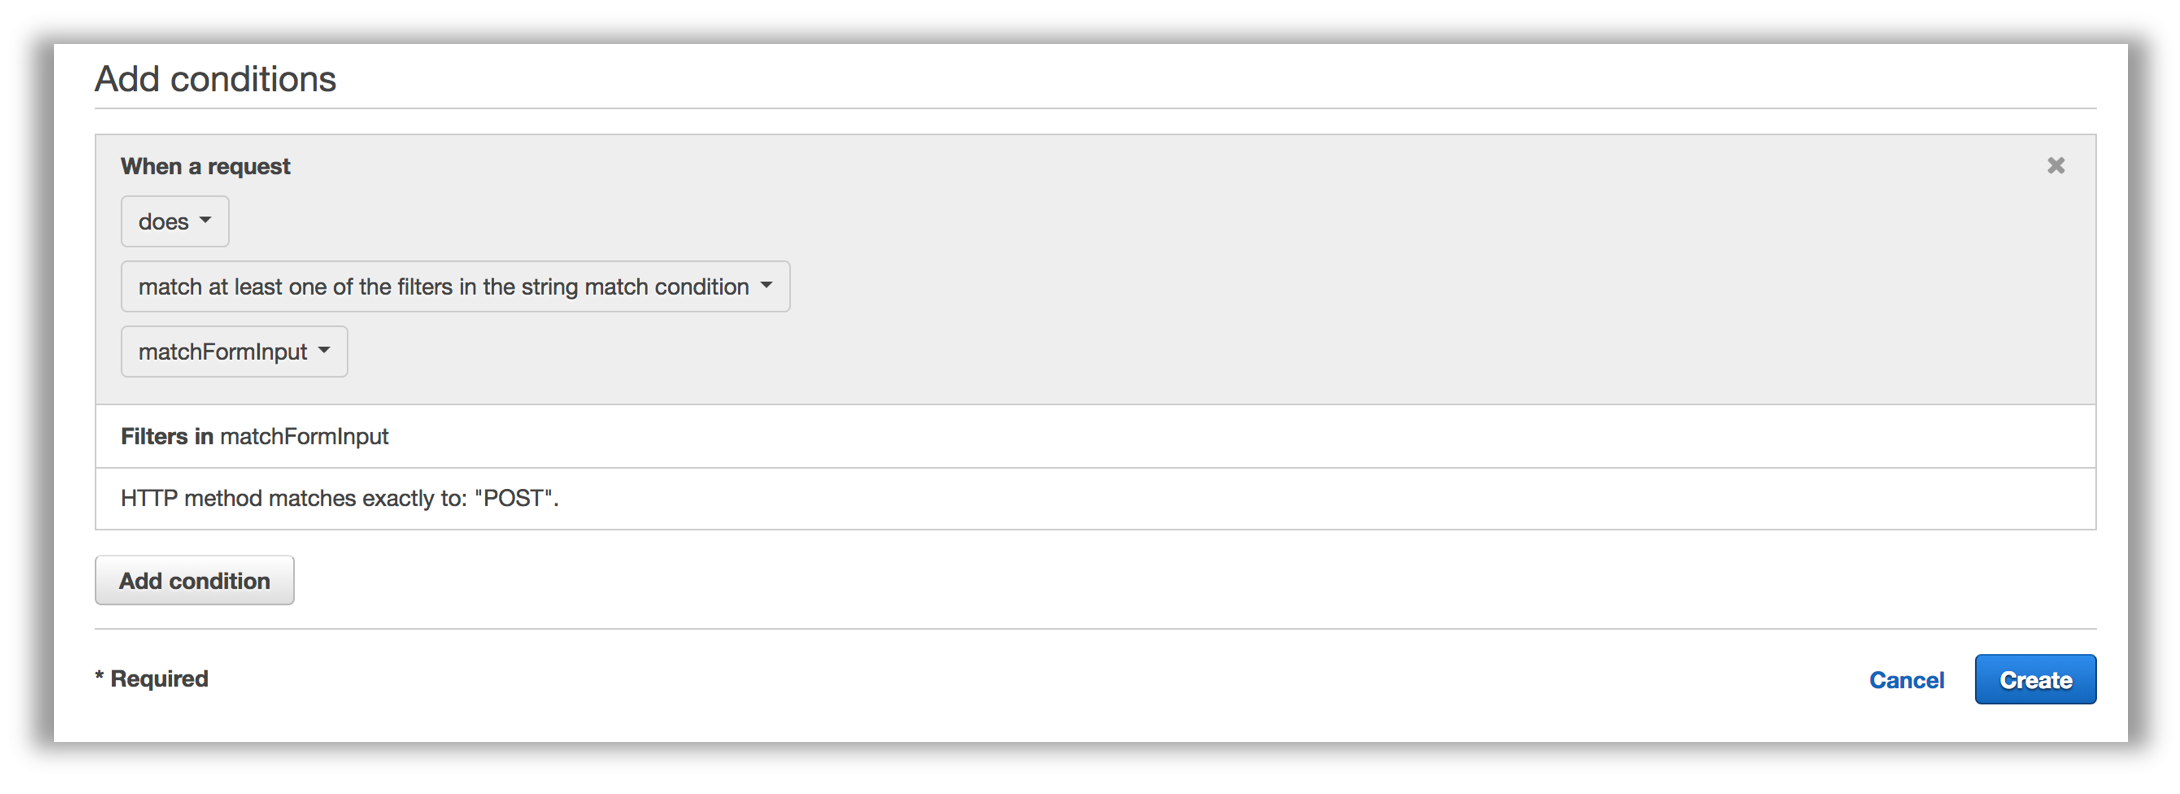 Add conditions
When a request
does
match at least one of the filters in the string match condition
matchFormInput
Filters in matchFormInput
HTTP method matches exactly to: "POST".
Add condition
* Required
Cancel
Create